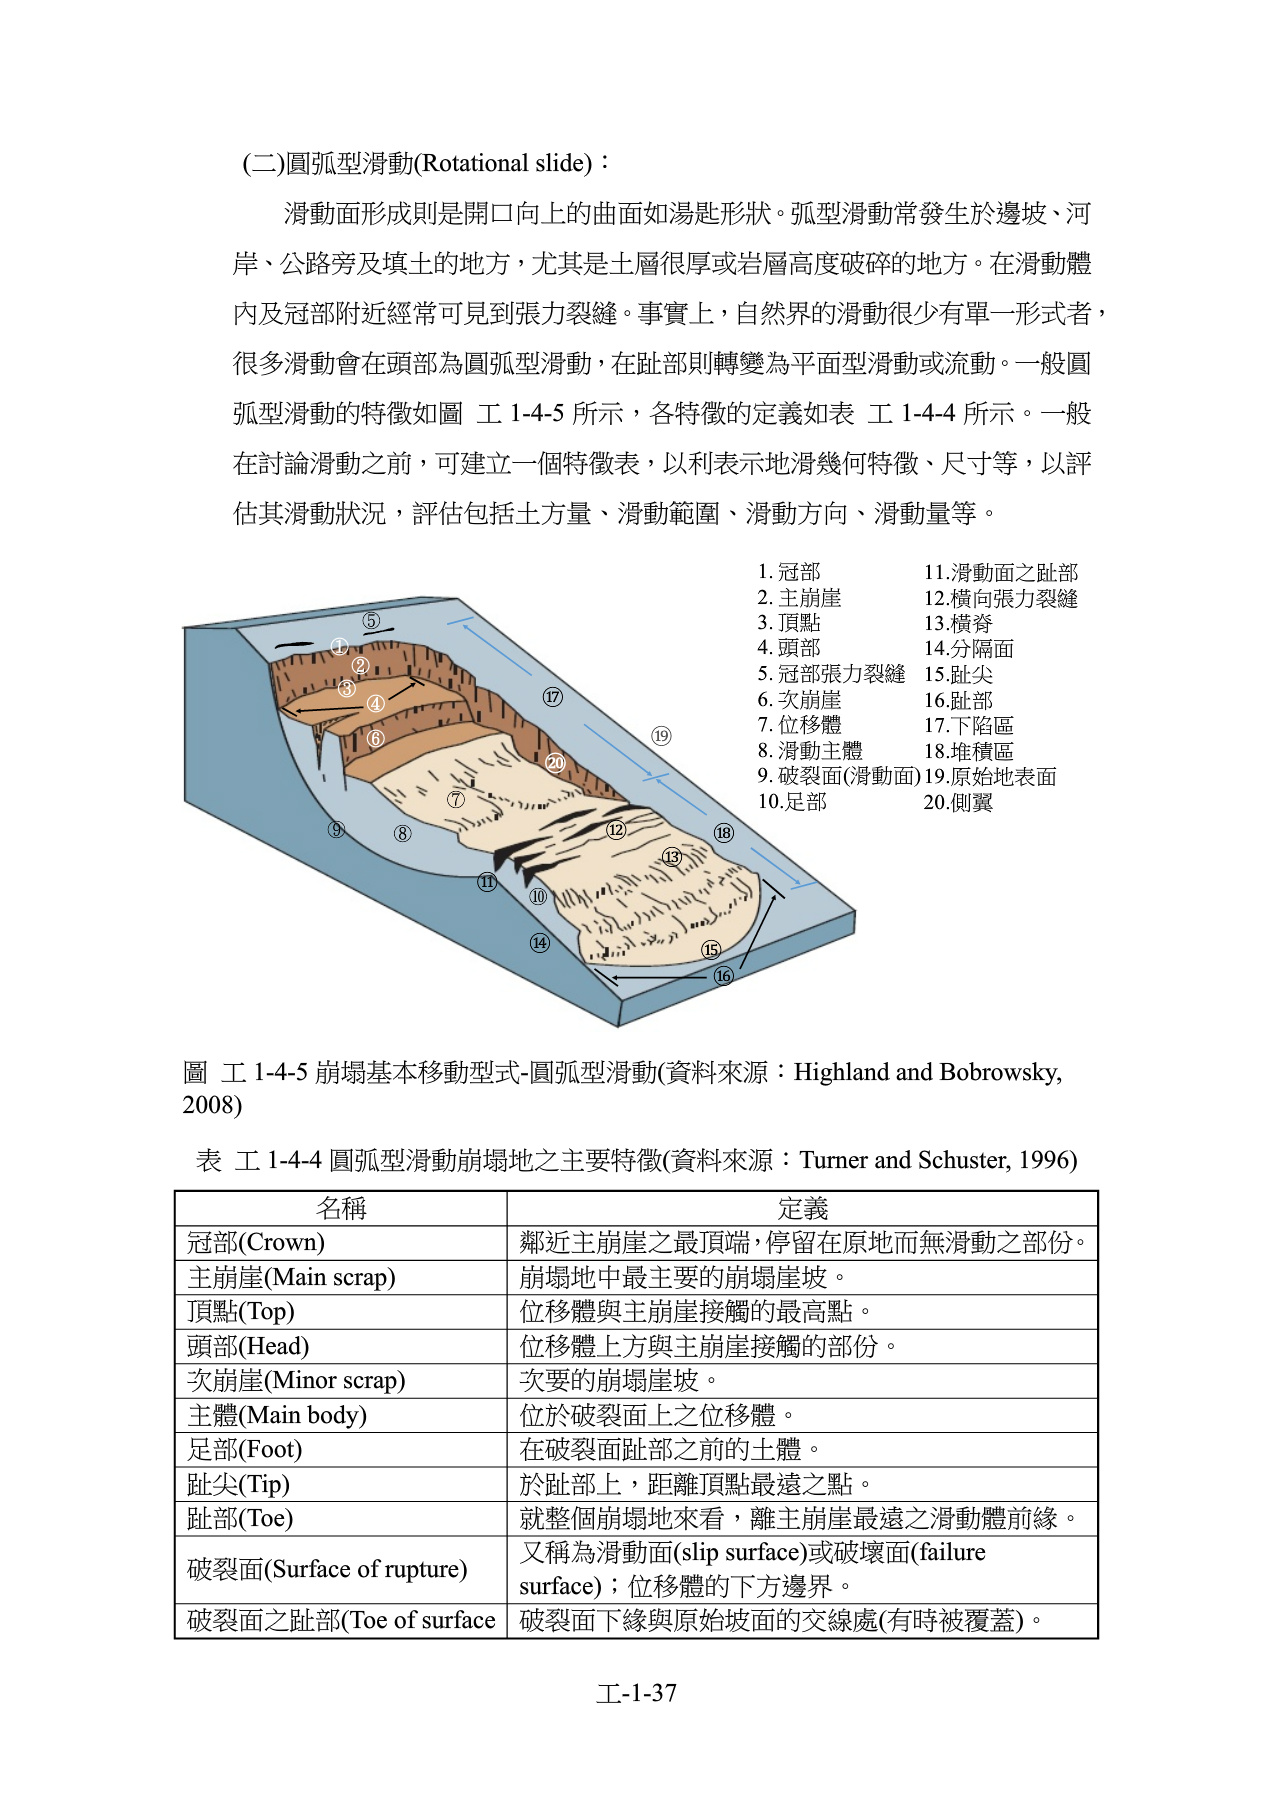 (二)圓弧型滑動(Rotational slide)：
滑動面形成則是開口向上的曲面如湯匙形狀。弧型滑動常發生於邊坡、河
岸、公路旁及填土的地方，尤其是土層很厚或岩層高度破碎的地方。在滑動體
內及冠部附近經常可見到張力裂縫。事實上，自然界的滑動很少有單一形式者，
很多滑動會在頭部為圓弧型滑動，在趾部則轉變為平面型滑動或流動。一般圓
弧型滑動的特徵如圖 工 1-4-5 所示，各特徵的定義如表 工 1-4-4 所示。一般
在討論滑動之前，可建立一個特徵表，以利表示地滑幾何特徵、尺寸等，以評
估其滑動狀況，評估包括土方量、滑動範圍、滑動方向、滑動量等。
1. 冠部
2. 主崩崖
3. 頂點
4. 頭部
5. 冠部張力裂縫
6. 次崩崖
7. 位移體
8. 滑動主體
9. 破裂面(滑動面)
10.足部
11.滑動面之趾部
12.橫向張力裂縫
13.橫脊
14.分隔面
15.趾尖
16.趾部
17.下陷區
18.堆積區
19.原始地表面
20.側翼
⑤
①
②
③
④
⑥
⑰
⑲
⑳
⑦
⑨
⑧
⑫
⑱
⑬
⑪
⑩
⑭
⑮
⑯
圖 工 1-4-5 崩塌基本移動型式-圓弧型滑動(資料來源：Highland and Bobrowsky,
2008)
表 工 1-4-4 圓弧型滑動崩塌地之主要特徵(資料來源：Turner and Schuster, 1996)
名稱 定義
冠部(Crown) 鄰近主崩崖之最頂端，停留在原地而無滑動之部份。
主崩崖(Main scrap) 崩塌地中最主要的崩塌崖坡。
頂點(Top) 位移體與主崩崖接觸的最高點。
頭部(Head) 位移體上方與主崩崖接觸的部份。
次崩崖(Minor scrap) 次要的崩塌崖坡。
主體(Main body) 位於破裂面上之位移體。
足部(Foot) 在破裂面趾部之前的土體。
趾尖(Tip) 於趾部上，距離頂點最遠之點。
趾部(Toe) 就整個崩塌地來看，離主崩崖最遠之滑動體前緣。
破裂面(Surface of rupture) 又稱為滑動面(slip surface)或破壞面(failure
surface)；位移體的下方邊界。
破裂面之趾部(Toe of surface 破裂面下緣與原始坡面的交線處(有時被覆蓋)。
工-1-37